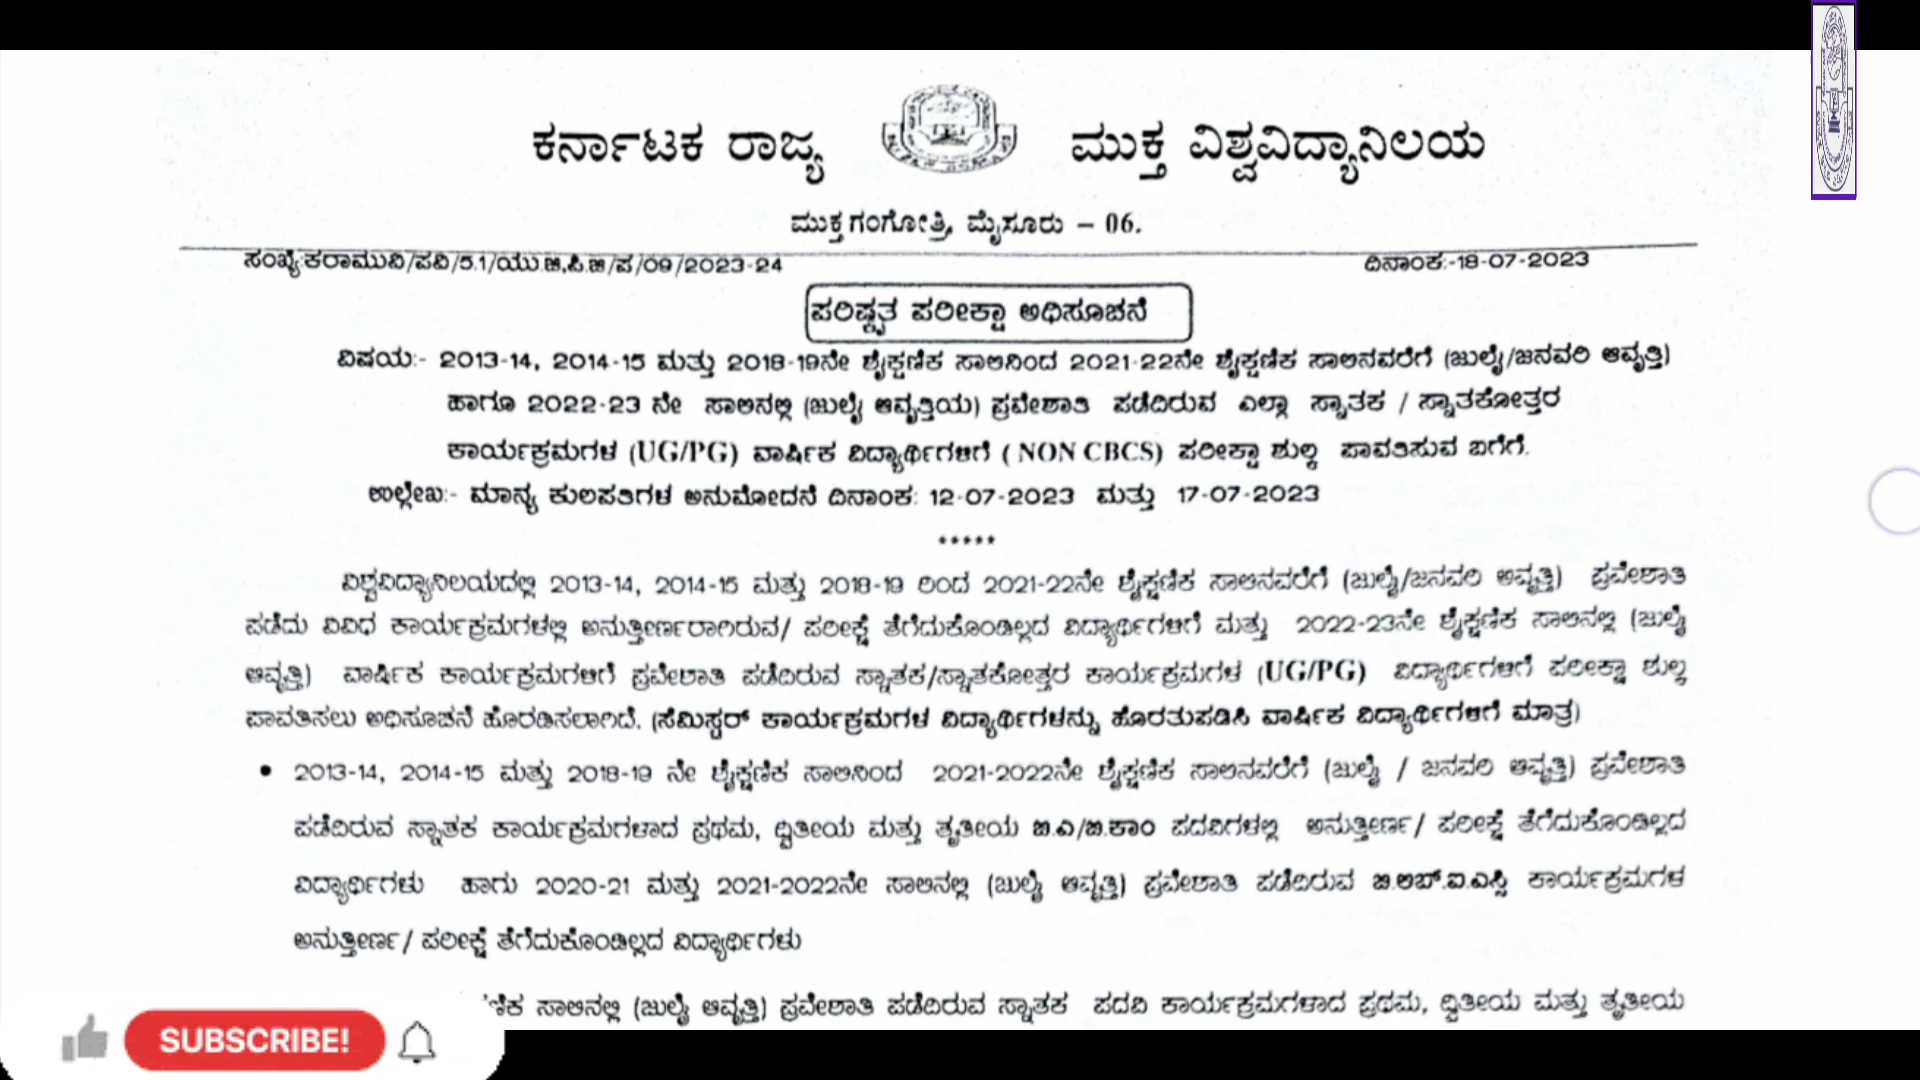 ಕರ್ನಾಟಕ ರಾಜ್ಯ ಮುಕ್ತ ವಿಶ್ವವಿದ್ಯಾನಿಲಯ
ಮುಕ್ತಗಂಗೋತ್ರಿ, ಮೈಸೂರು – 06.
ಸಂಖ್ಯೆ:ಕರಾಮುವಿ/ಪವಿ/5.1/ಯು.ಜಿ.ಪಿ.ಜಿ/ಪ/09/2023-24 ದಿನಾಂಕ:-18-07-2023
ಪರಿಷ್ಕೃತ ಪರೀಕ್ಷಾ ಅಧಿಸೂಚನೆ
ವಿಷಯ:- 2013-14, 2014-15 ಮತ್ತು 2018-19ನೇ ಶೈಕ್ಷಣಿಕ ಸಾಲಿನಿಂದ 2021-22ನೇ ಶೈಕ್ಷಣಿಕ ಸಾಲಿನವರೆಗೆ (ಜುಲೈ/ಜನವರಿ ಆವೃತ್ತಿ)
ಹಾಗೂ 2022-23 ನೇ ಸಾಲಿನಲ್ಲಿ (ಜುಲೈ ಆವೃತ್ತಿಯ) ಪ್ರವೇಶಾತಿ ಪಡೆದಿರುವ ಎಲ್ಲಾ ಸ್ನಾತಕ / ಸ್ನಾತಕೋತ್ತರ
ಕಾರ್ಯಕ್ರಮಗಳ (UG/PG) ವಾರ್ಷಿಕ ವಿದ್ಯಾರ್ಥಿಗಳಿಗೆ ( NON CBCS) ಪರೀಕ್ಷಾ ಶುಲ್ಕ ಪಾವತಿಸುವ ಬಗೆಗೆ.
ಉಲ್ಲೇಖ:- ಮಾನ್ಯ ಕುಲಪತಿಗಳ ಅನುಮೋದನೆ ದಿನಾಂಕ: 12-07-2023 ಮತ್ತು 17-07-2023
*****
ವಿಶ್ವವಿದ್ಯಾನಿಲಯದಲ್ಲಿ 2013-14, 2014-15 ಮತ್ತು 2018-19 ರಿಂದ 2021-22ನೇ ಶೈಕ್ಷಣಿಕ ಸಾಲಿನವರೆಗೆ (ಜುಲೈ/ಜನವರಿ ಆವೃತ್ತಿ) ಪ್ರವೇಶಾತಿ
ಪಡೆದು ವಿವಿಧ ಕಾರ್ಯಕ್ರಮಗಳಲ್ಲಿ ಅನುತ್ತೀರ್ಣರಾಗಿರುವ/ ಪರೀಕ್ಷೆ ತೆಗೆದುಕೊಂಡಿಲ್ಲದ ವಿದ್ಯಾರ್ಥಿಗಳಿಗೆ ಮತ್ತು 2022-23ನೇ ಶೈಕ್ಷಣಿಕ ಸಾಲಿನಲ್ಲಿ (ಜುಲೈ
ಆವೃತ್ತಿ) ವಾರ್ಷಿಕ ಕಾರ್ಯಕ್ರಮಗಳಿಗೆ ಪ್ರವೇಶಾತಿ ಪಡೆದಿರುವ ಸ್ನಾತಕ/ಸ್ನಾತಕೋತ್ತರ ಕಾರ್ಯಕ್ರಮಗಳ (UG/PG) ವಿದ್ಯಾರ್ಥಿಗಳಿಗೆ ಪರೀಕ್ಷಾ ಶುಲ್ಕ
ಪಾವತಿಸಲು ಅಧಿಸೂಚನೆ ಹೊರಡಿಸಲಾಗಿದೆ. (ಸೆಮಿಸ್ಟರ್ ಕಾರ್ಯಕ್ರಮಗಳ ವಿದ್ಯಾರ್ಥಿಗಳನ್ನು ಹೊರತುಪಡಿಸಿ ವಾರ್ಷಿಕ ವಿದ್ಯಾರ್ಥಿಗಳಿಗೆ ಮಾತ್ರ)
• 2013-14, 2014-15 ಮತ್ತು 2018-19 ನೇ ಶೈಕ್ಷಣಿಕ ಸಾಲಿನಿಂದ 2021-2022ನೇ ಶೈಕ್ಷಣಿಕ ಸಾಲಿನವರೆಗೆ (ಜುಲೈ / ಜನವರಿ ಆವೃತ್ತಿ) ಪ್ರವೇಶಾತಿ
ಪಡೆದಿರುವ ಸ್ನಾತಕ ಕಾರ್ಯಕ್ರಮಗಳಾದ ಪ್ರಥಮ, ದ್ವಿತೀಯ ಮತ್ತು ತೃತೀಯ ಬಿ.ಎ/ಬಿ.ಕಾಂ ಪದವಿಗಳಲ್ಲಿ ಅನುತ್ತೀರ್ಣ/ ಪರೀಕ್ಷೆ ತೆಗೆದುಕೊಂಡಿಲ್ಲದ
ವಿದ್ಯಾರ್ಥಿಗಳು ಹಾಗು 2020-21 ಮತ್ತು 2021-2022ನೇ ಸಾಲಿನಲ್ಲಿ (ಜುಲೈ ಆವೃತ್ತಿ) ಪ್ರವೇಶಾತಿ ಪಡೆದಿರುವ ಬಿ.ಲಿಬ್.ಐ.ಎಸ್ಸಿ ಕಾರ್ಯಕ್ರಮಗಳ
ಅನುತ್ತೀರ್ಣ/ ಪರೀಕ್ಷೆ ತೆಗೆದುಕೊಂಡಿಲ್ಲದ ವಿದ್ಯಾರ್ಥಿಗಳು
ಸಾಲಿನಲ್ಲಿ (ಜುಲೈ ಆವೃತ್ತಿ) ಪ್ರವೇಶಾತಿ ಪಡೆದಿರುವ ಸ್ನಾತಕ ಪದವಿ ಕಾರ್ಯಕ್ರಮಗಳಾದ ಪ್ರಥಮ, ದ್ವಿತೀಯ ಮತ್ತು ತೃತೀಯ
SUBSCRIBE!